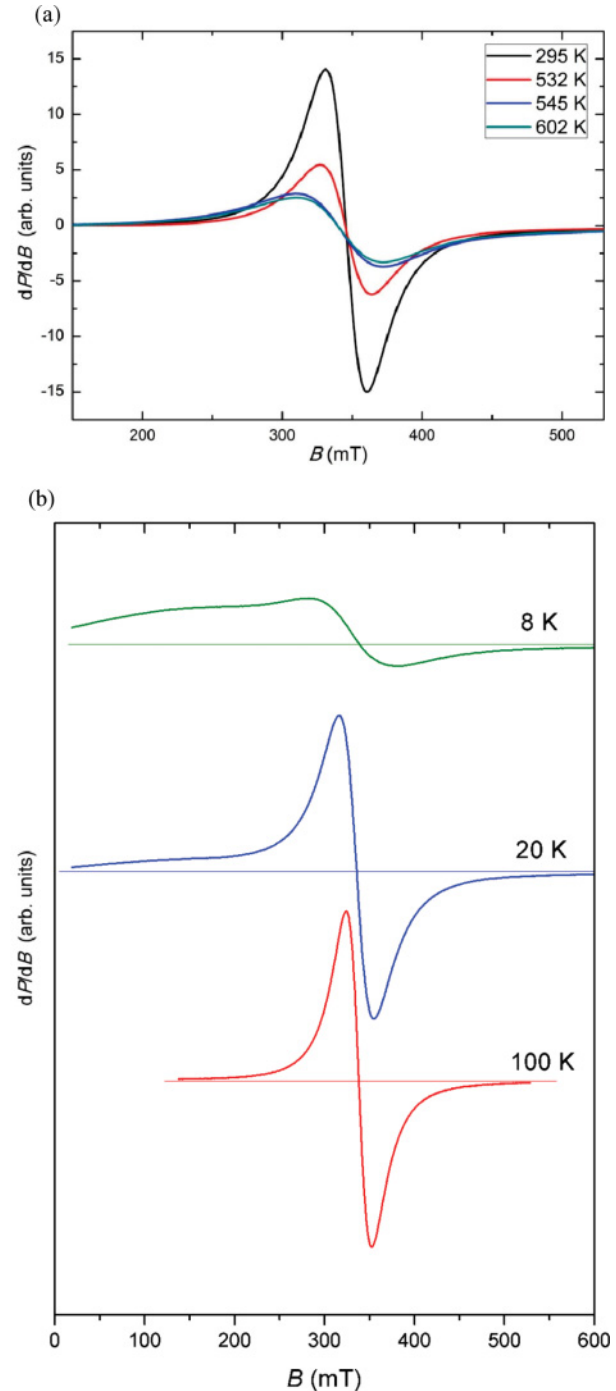 (a)
15
10
5
0
-5
-10
-15
dP/dB (arb. units)
295 K
532 K
545 K
602 K
200 300 400 500
B (mT)
(b)
8 K
20 K
100 K
dP/dB (arb. units)
0 100 200 300 400 500 600
B (mT)